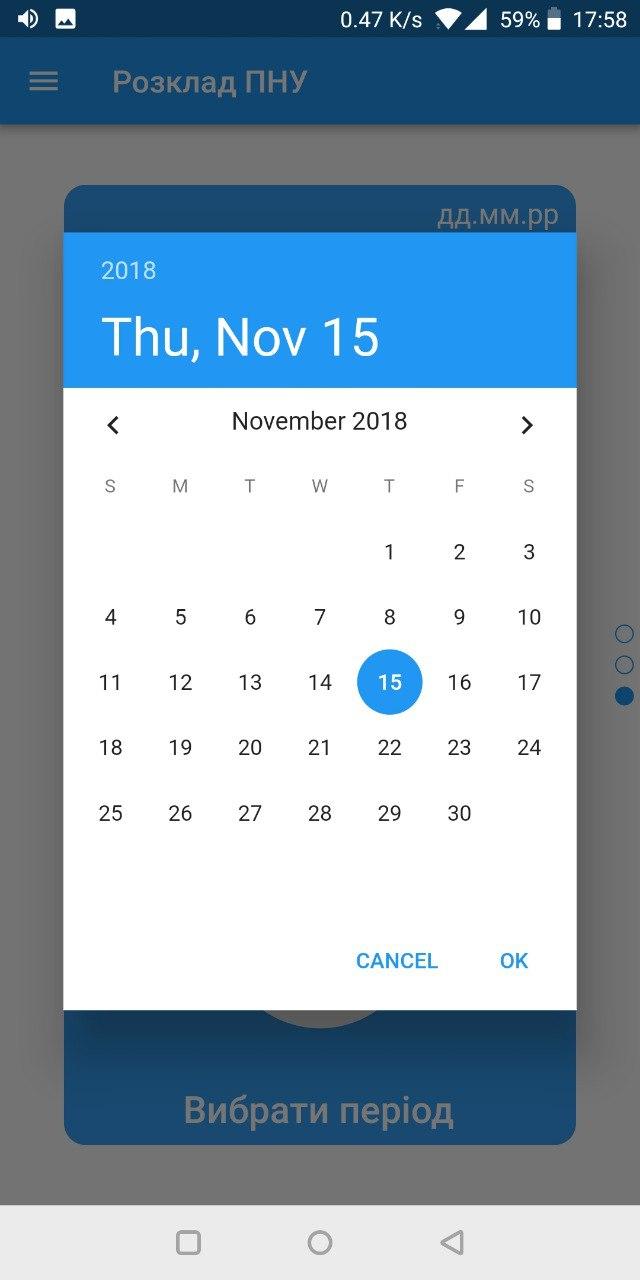 0.47 K/s 59% 17:58
Розклад ПНУ
дд.мм.рр
2018
Thu, Nov 15
November 2018
S M T W T F S
1 2 3
4 5 6 7 8 9 10
11 12 13 14 15 16 17
18 19 20 21 22 23 24
25 26 27 28 29 30
CANCEL OK
Вибрати період